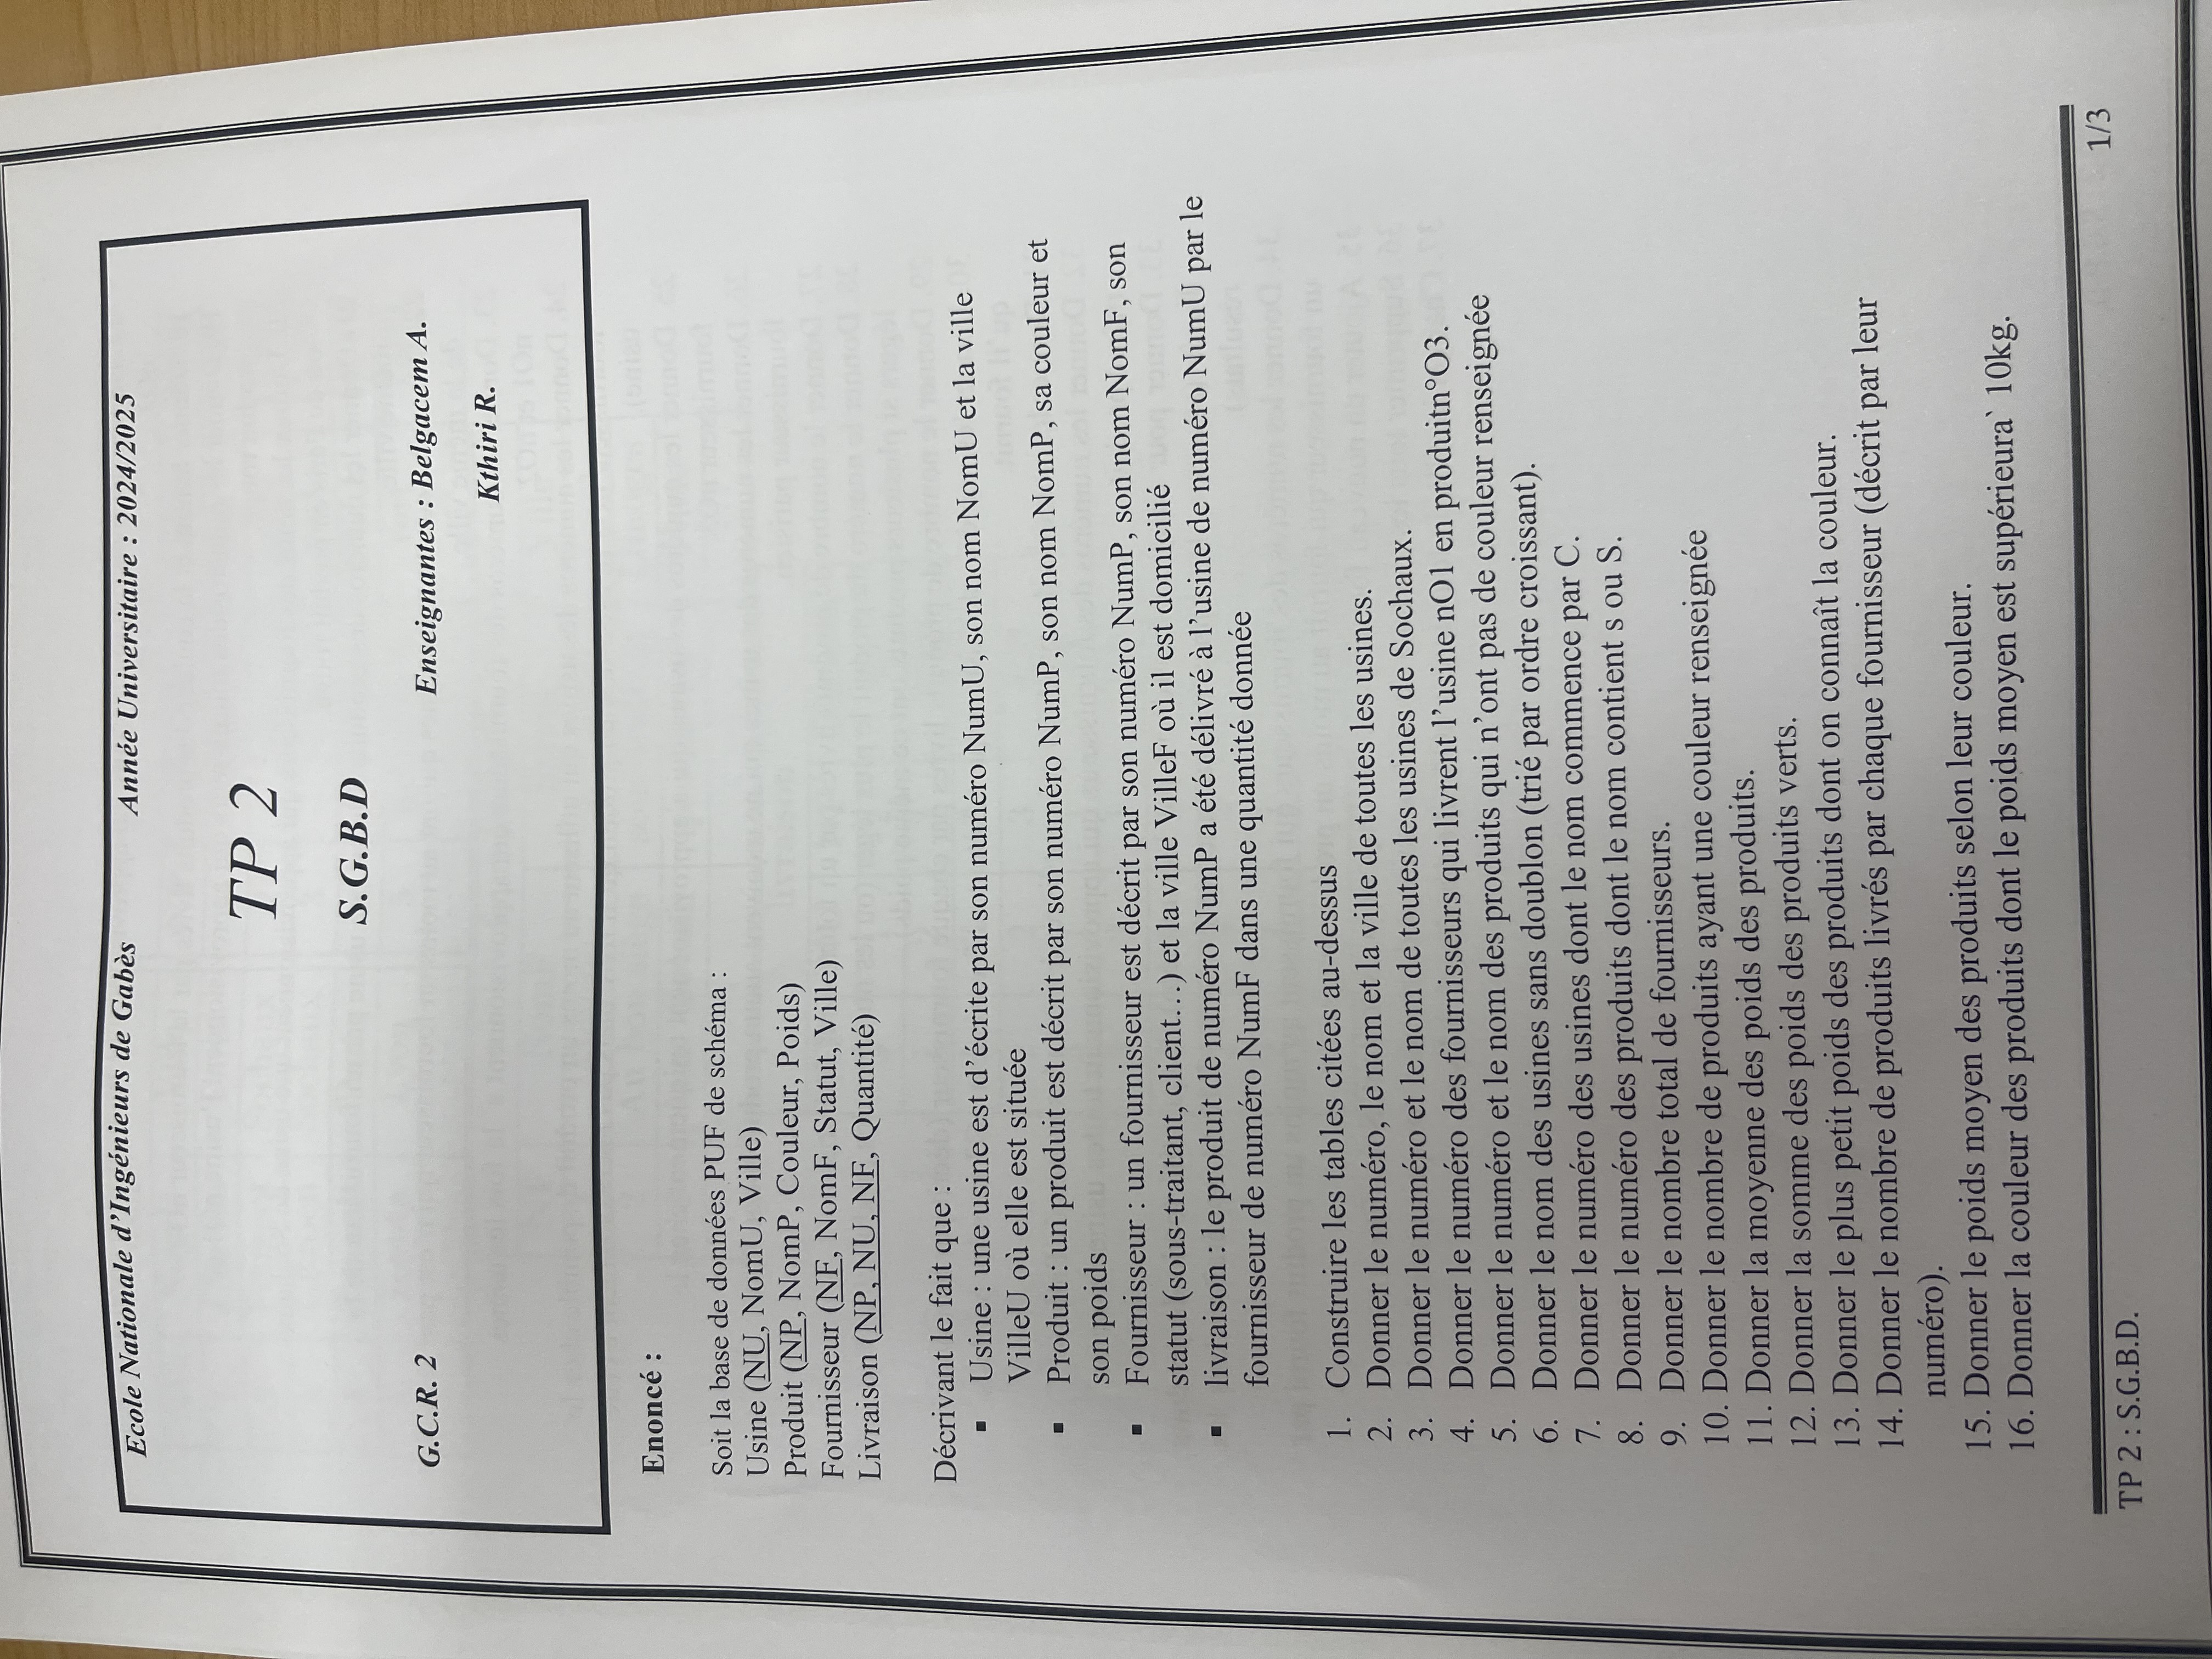 Ecole Nationale d'Ingénieurs de Gabès Année Universitaire : 2024/2025
TP 2
S.G.B.D
G.C.R. 2 Enseignantes : Belgacem A.
Kthiri R.
Enoncé :
Soit la base de données PUF de schéma :
Usine (NU, NomU, Ville)
Produit (NP, NomP, Couleur, Poids)
Fournisseur (NF, NomF, Statut, Ville)
Livraison (NP, NU, NF, Quantité)
Décrivant le fait que :
▪ Usine : une usine est d'écrite par son numéro NumU, son nom NomU et la ville
VilleU où elle est située
▪ Produit : un produit est décrit par son numéro NumP, son nom NomP, sa couleur et
son poids
▪ Fournisseur : un fournisseur est décrit par son numéro NumP, son nom NomF, son
statut (sous-traitant, client…) et la ville VilleF où il est domicilié
▪ livraison : le produit de numéro NumP a été délivré à l'usine de numéro NumU par le
fournisseur de numéro NumF dans une quantité donnée
1. Construire les tables citées au-dessus
2. Donner le numéro, le nom et la ville de toutes les usines.
3. Donner le numéro et le nom de toutes les usines de Sochaux.
4. Donner le numéro des fournisseurs qui livrent l'usine nO1 en produitn°O3.
5. Donner le numéro et le nom des produits qui n'ont pas de couleur renseignée
6. Donner le nom des usines sans doublon (trié par ordre croissant).
7. Donner le numéro des usines dont le nom commence par C.
8. Donner le numéro des produits dont le nom contient s ou S.
9. Donner le nombre total de fournisseurs.
10. Donner le nombre de produits ayant une couleur renseignée
11. Donner la moyenne des poids des produits.
12. Donner la somme des poids des produits verts.
13. Donner le plus petit poids des produits dont on connaît la couleur.
14. Donner le nombre de produits livrés par chaque fournisseur (décrit par leur
numéro).
15. Donner le poids moyen des produits selon leur couleur.
16. Donner la couleur des produits dont le poids moyen est supérieura` 10kg.
1/3
TP 2 : S.G.B.D.